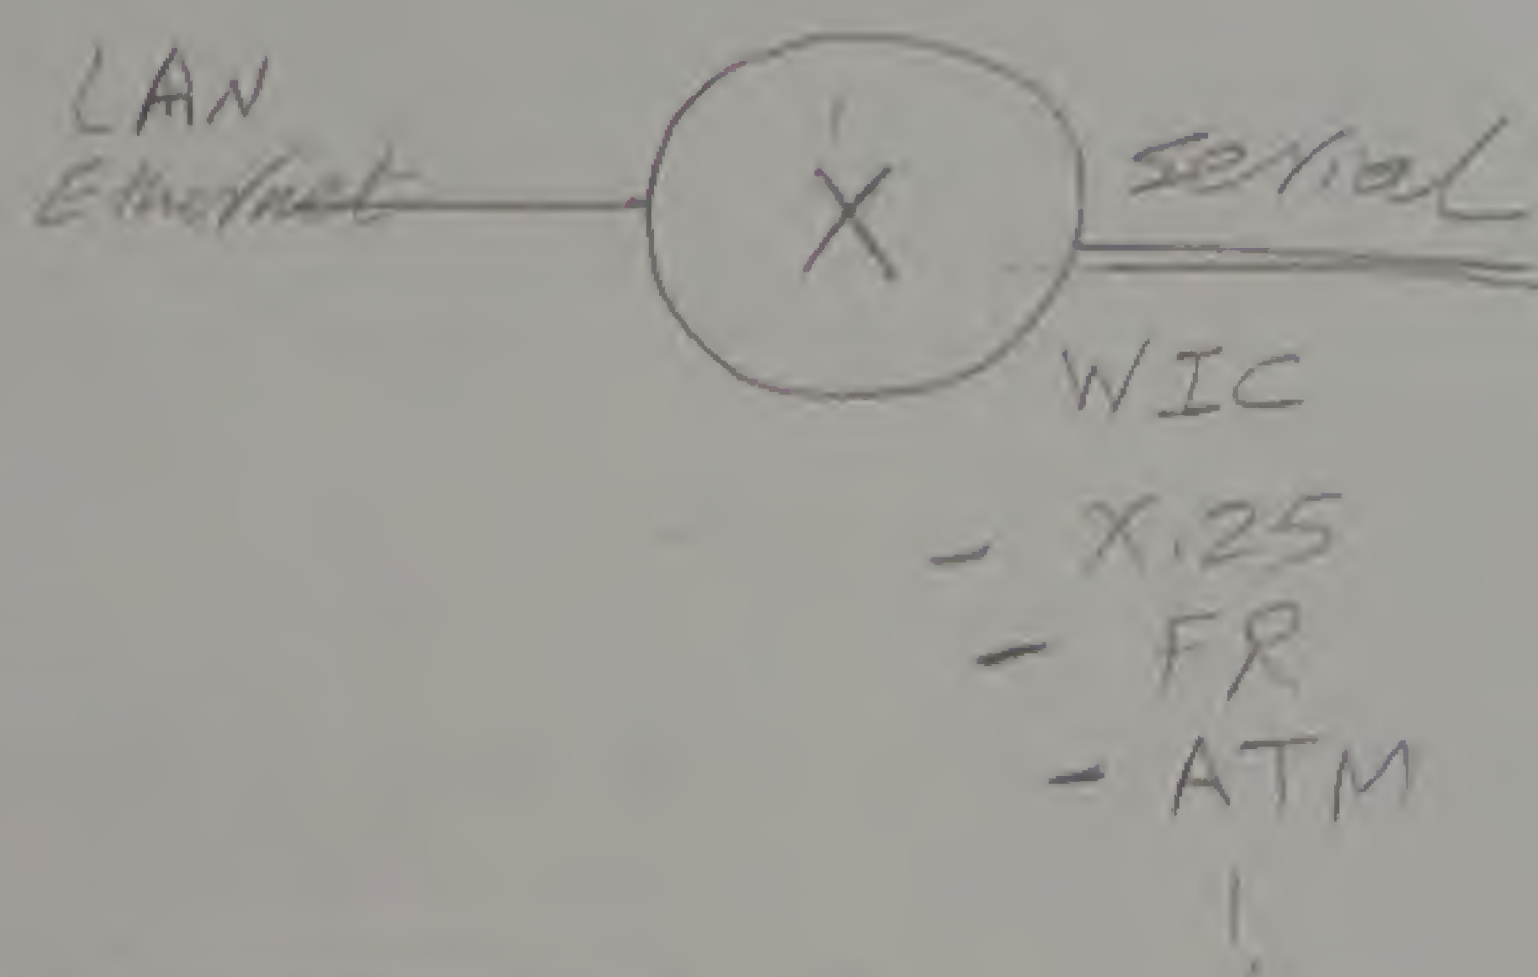 LAN
Ethernet
X
Serial
WIC
- X.25
- FR
- ATM